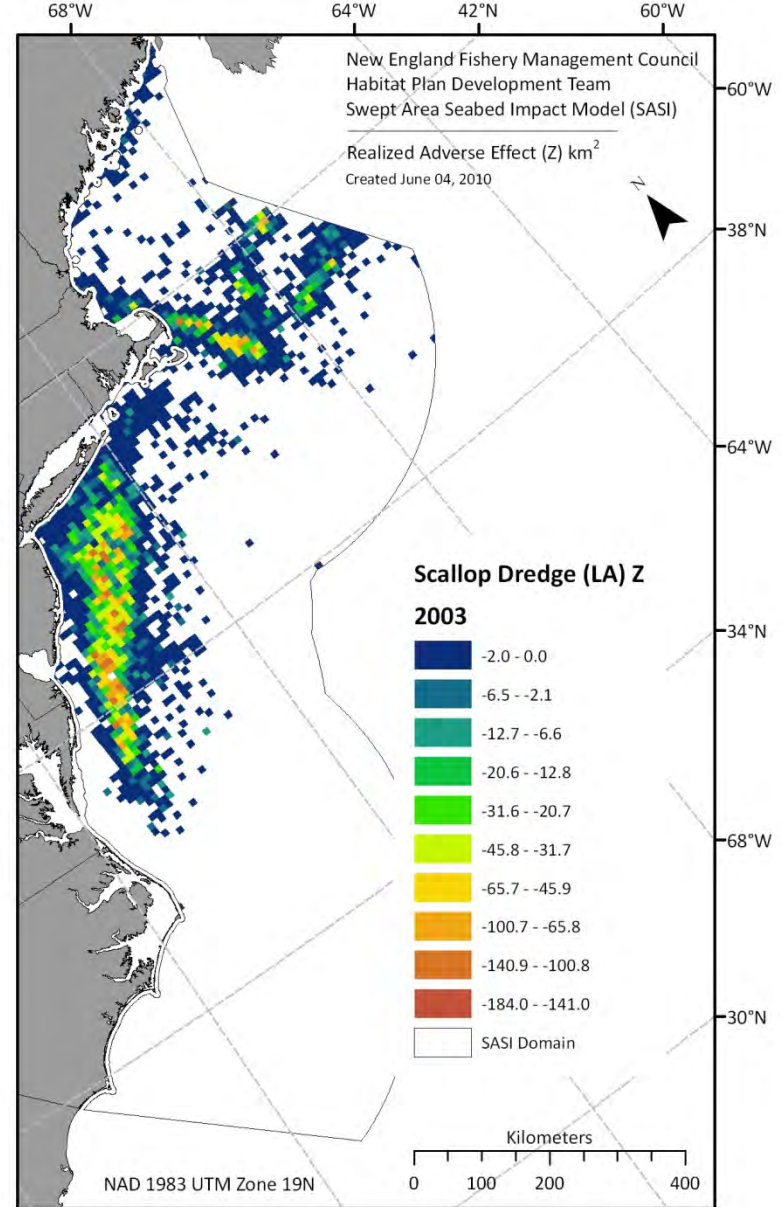 68°W
64°W
42°N
60°W
New England Fishery Management Council
Habitat Plan Development Team
Swept Area Seabed Impact Model (SASI)
Realized Adverse Effect (Z) km²
Created June 04, 2010
N
60°W
38°N
64°W
34°N
68°W
30°N
Scallop Dredge (LA) Z
2003
-2.0 - 0.0
-6.5 - -2.1
-12.7 - -6.6
-20.6 - -12.8
-31.6 - -20.7
-45.8 - -31.7
-65.7 - -45.9
-100.7 - -65.8
-140.9 - -100.8
-184.0 - -141.0
SASI Domain
Kilometers
0 100 200 400
NAD 1983 UTM Zone 19N